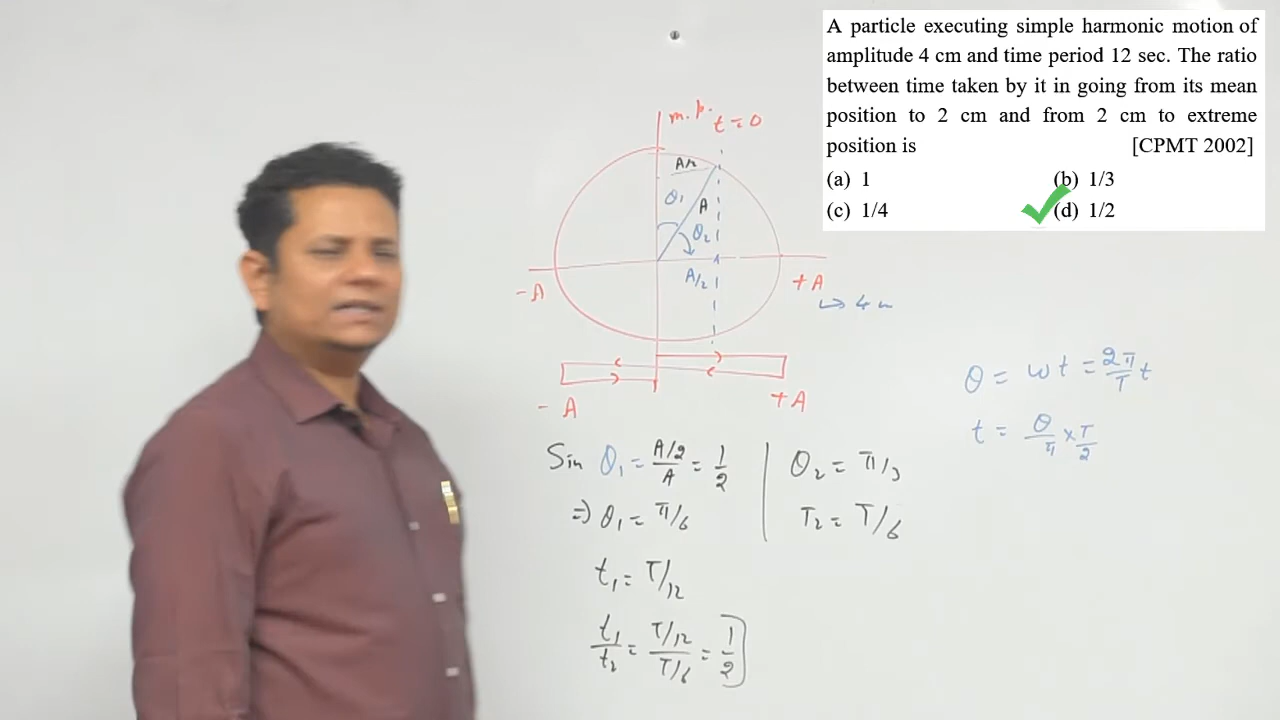 A particle executing simple harmonic motion of
amplitude 4 cm and time period 12 sec. The ratio
between time taken by it in going from its mean
position to 2 cm and from 2 cm to extreme
position is [CPMT 2002]
(a) 1 (b) 1/3
(c) 1/4 (d) 1/2
m.p. t = 0
A/2
θ₁ A
θ₂
A/2
-A +A
↳ 4
-A +A
θ = ωt = 2π/T t
t = θ/π × T/2
Sin θ₁ = A/2 / A = 1/2
⇒ θ₁ = π/6
θ₂ = π/3
T₂ = T/6
t₁ = T/12
t₁/t₂ = T/12 / T/6 = 1/2